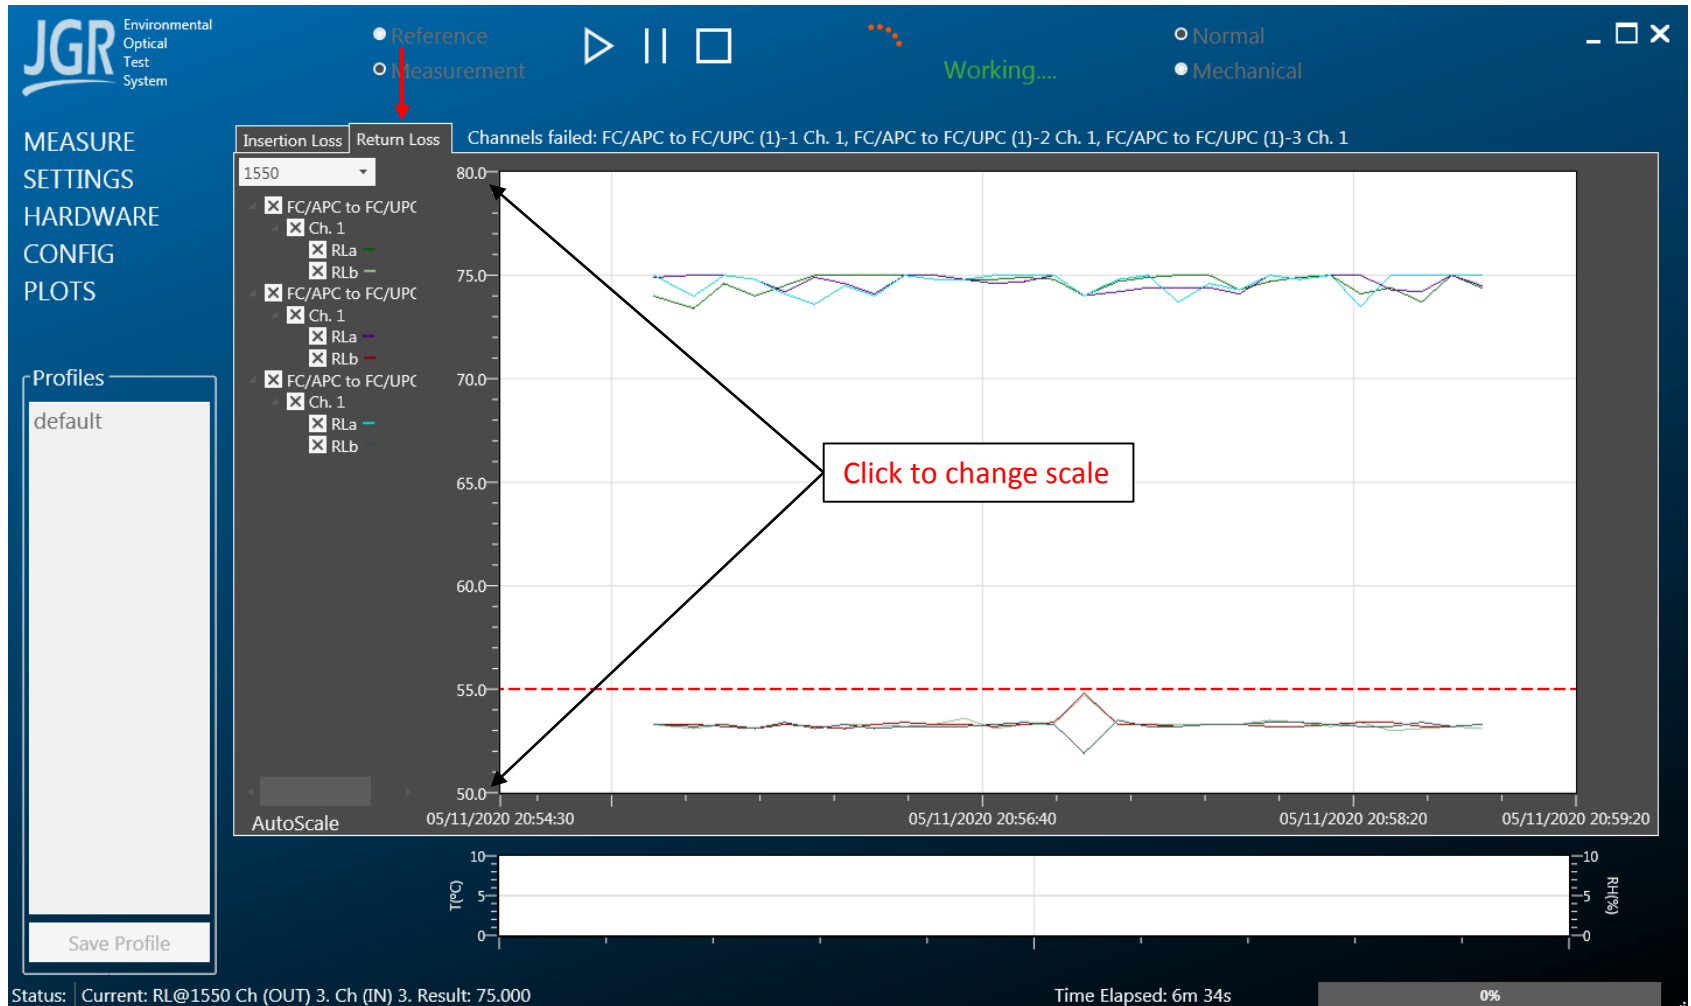 JGR
Environmental
Optical
Test
System
Reference
Measurement
Working....
Normal
Mechanical
MEASURE
SETTINGS
HARDWARE
CONFIG
PLOTS
Profiles
default
Save Profile
Insertion Loss
Return Loss
Channels failed: FC/APC to FC/UPC (1)-1 Ch. 1, FC/APC to FC/UPC (1)-2 Ch. 1, FC/APC to FC/UPC (1)-3 Ch. 1
1550
FC/APC to FC/UPC
Ch. 1
RLa
RLb
FC/APC to FC/UPC
Ch. 1
RLa
RLb
FC/APC to FC/UPC
Ch. 1
RLa
RLb
AutoScale
80.0
75.0
70.0
65.0
60.0
55.0
50.0
Click to change scale
05/11/2020 20:54:30
05/11/2020 20:56:40
05/11/2020 20:58:20
05/11/2020 20:59:20
T(ºC)
10
5
0
10
5
0
RH(%)
Status: Current: RL@1550 Ch (OUT) 3. Ch (IN) 3. Result: 75.000
Time Elapsed: 6m 34s
0%